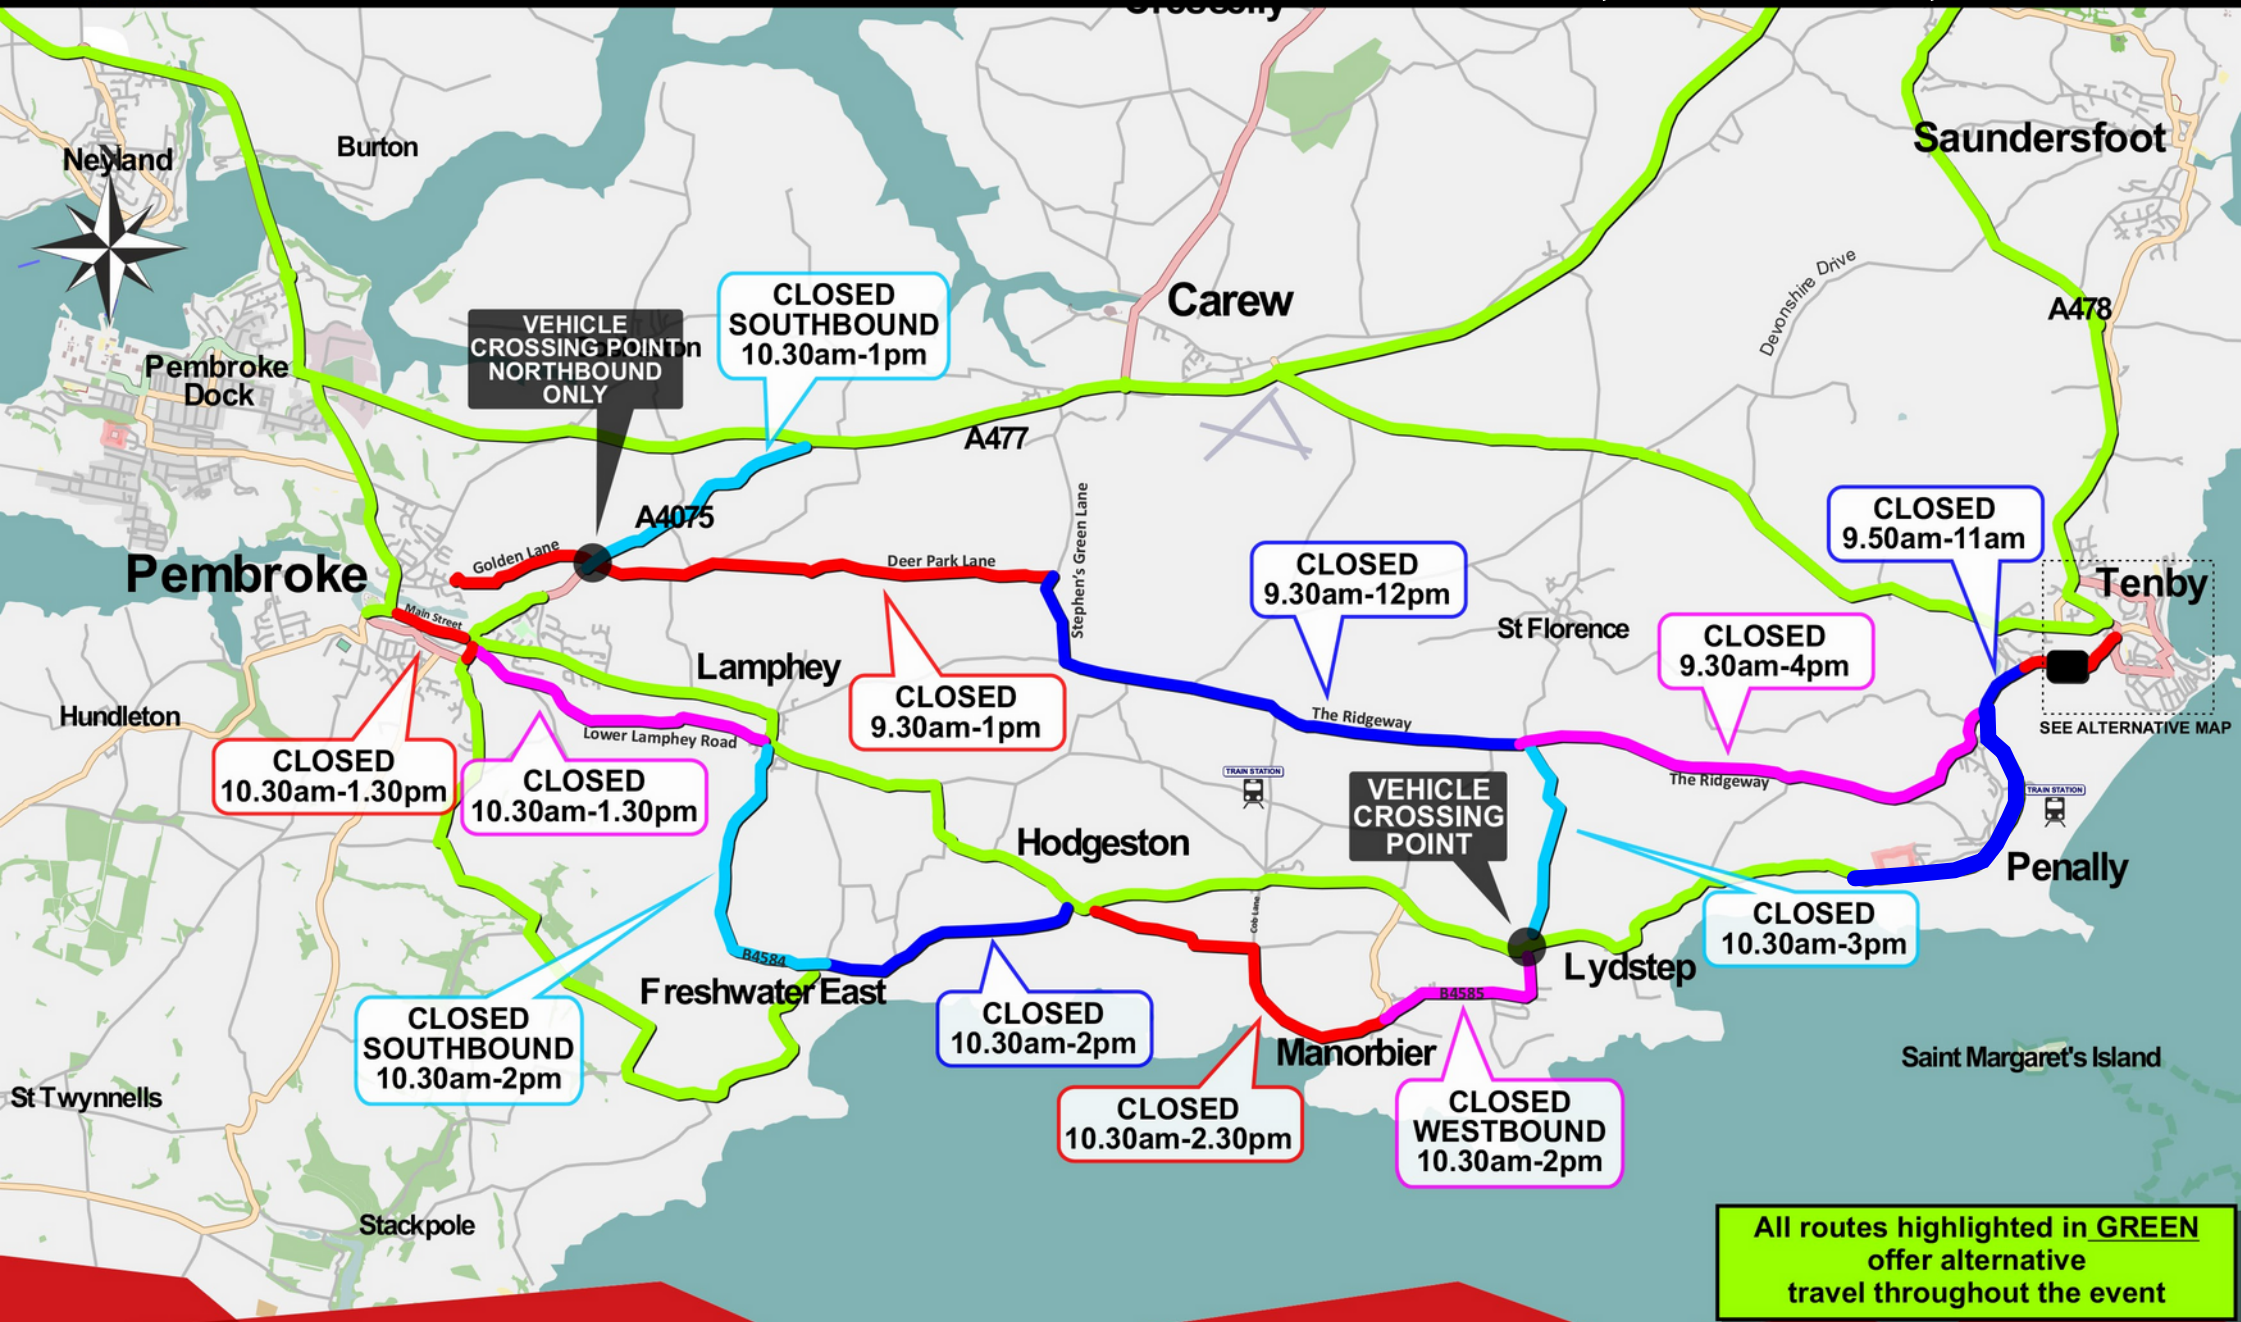 Neyland
Burton
Saundersfoot
Devonshire Drive
A478
Carew
CLOSED
SOUTHBOUND
10.30am-1pm
VEHICLE
CROSSING POINT
NORTHBOUND
ONLY
Pembroke
Dock
A477
A4075
Golden Lane
Deer Park Lane
Stephen's Green Lane
Pembroke
Main Street
CLOSED
9.50am-11am
Tenby
CLOSED
9.30am-12pm
St Florence
CLOSED
9.30am-4pm
SEE ALTERNATIVE MAP
Lamphey
CLOSED
9.30am-1pm
The Ridgeway
The Ridgeway
Hundleton
Lower Lamphey Road
CLOSED
10.30am-1.30pm
CLOSED
10.30am-1.30pm
TRAIN STATION
TRAIN STATION
VEHICLE
CROSSING
POINT
Hodgeston
Penally
Cob Lane
CLOSED
10.30am-3pm
B4584
Freshwater East
Lydstep
B4585
CLOSED
SOUTHBOUND
10.30am-2pm
CLOSED
10.30am-2pm
Manorbier
Saint Margaret's Island
St Twynnells
CLOSED
10.30am-2.30pm
CLOSED
WESTBOUND
10.30am-2pm
Stackpole
All routes highlighted in GREEN
offer alternative
travel throughout the event